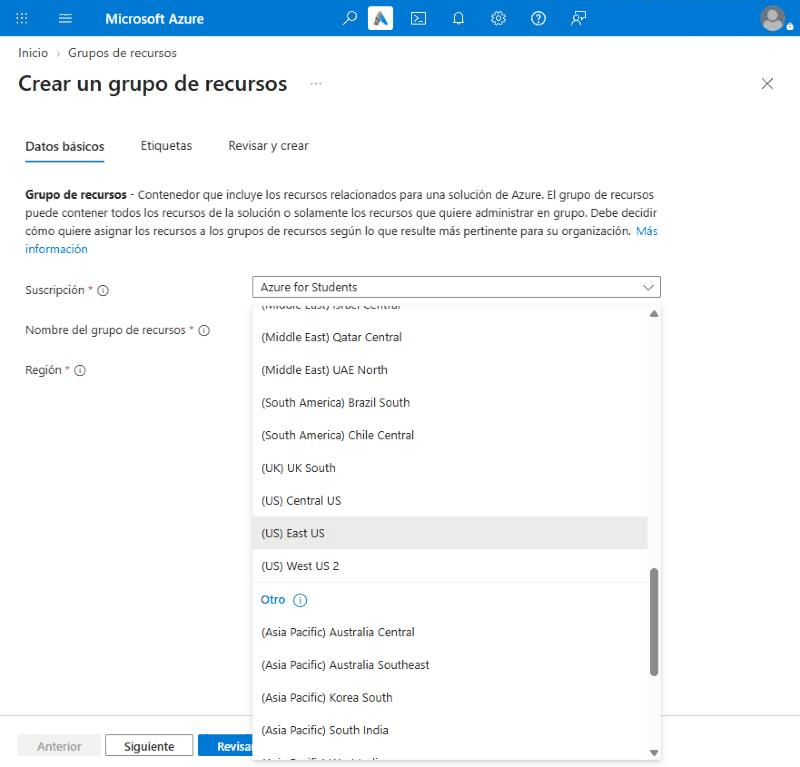 Microsoft Azure
Inicio > Grupos de recursos
Crear un grupo de recursos ...
Datos básicos Etiquetas Revisar y crear
Grupo de recursos - Contenedor que incluye los recursos relacionados para una solución de Azure. El grupo de recursos
puede contener todos los recursos de la solución o solamente los recursos que quiere administrar en grupo. Debe decidir
cómo quiere asignar los recursos a los grupos de recursos según lo que resulte más pertinente para su organización. Más
información
Suscripción *
Azure for Students
(Middle East) Israel Central
Nombre del grupo de recursos *
(Middle East) Qatar Central
Región *
(Middle East) UAE North
(South America) Brazil South
(South America) Chile Central
(UK) UK South
(US) Central US
(US) East US
(US) West US 2
Otro
(Asia Pacific) Australia Central
(Asia Pacific) Australia Southeast
(Asia Pacific) Korea South
(Asia Pacific) South India
Anterior Siguiente Revisa